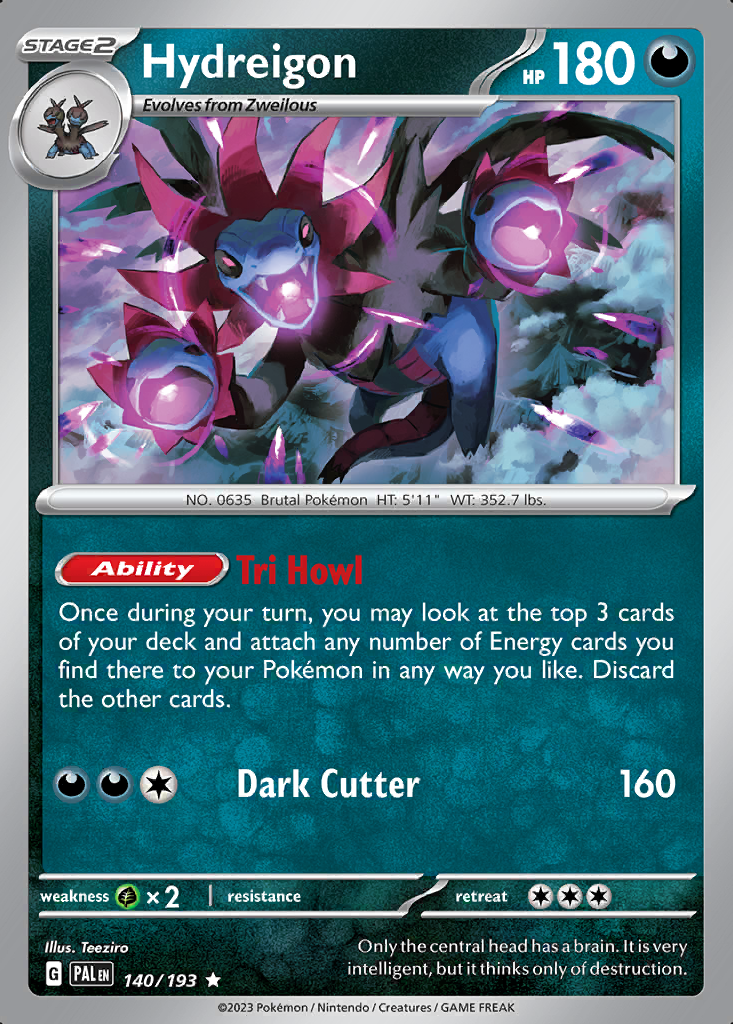 STAGE2
Hydreigon
HP 180
Evolves from Zweilous
NO. 0635 Brutal Pokémon HT: 5'11" WT: 352.7 lbs.
Ability Tri Howl
Once during your turn, you may look at the top 3 cards
of your deck and attach any number of Energy cards you
find there to your Pokémon in any way you like. Discard
the other cards.
Dark Cutter 160
weakness ×2 resistance retreat
Illus. Teeziro
Only the central head has a brain. It is very
intelligent, but it thinks only of destruction.
G PAL EN 140/193 ★
©2023 Pokémon / Nintendo / Creatures / GAME FREAK